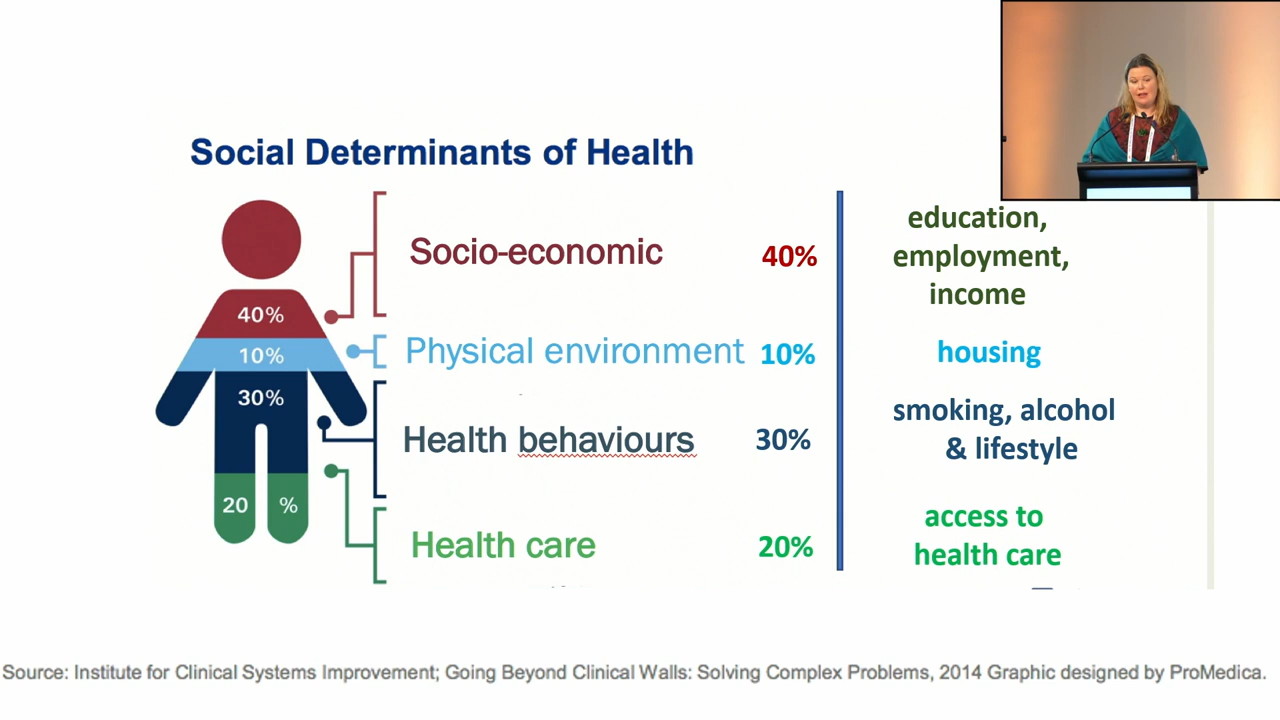 Social Determinants of Health
40%
10%
30%
20 %
Socio-economic 40%
Physical environment 10%
Health behaviours 30%
Health care 20%
education,
employment,
income
housing
smoking, alcohol
& lifestyle
access to
health care
Source: Institute for Clinical Systems Improvement; Going Beyond Clinical Walls: Solving Complex Problems, 2014 Graphic designed by ProMedica.